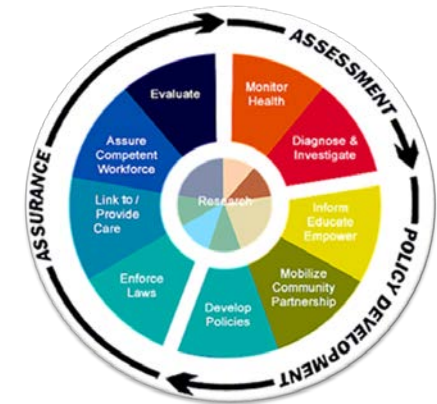 ASSESSMENT
POLICY DEVELOPMENT
ASSURANCE
Monitor
Health
Diagnose &
Investigate
Inform
Educate
Empower
Mobilize
Community
Partnership
Develop
Policies
Enforce
Laws
Link to /
Provide
Care
Assure
Competent
Workforce
Evaluate
Research